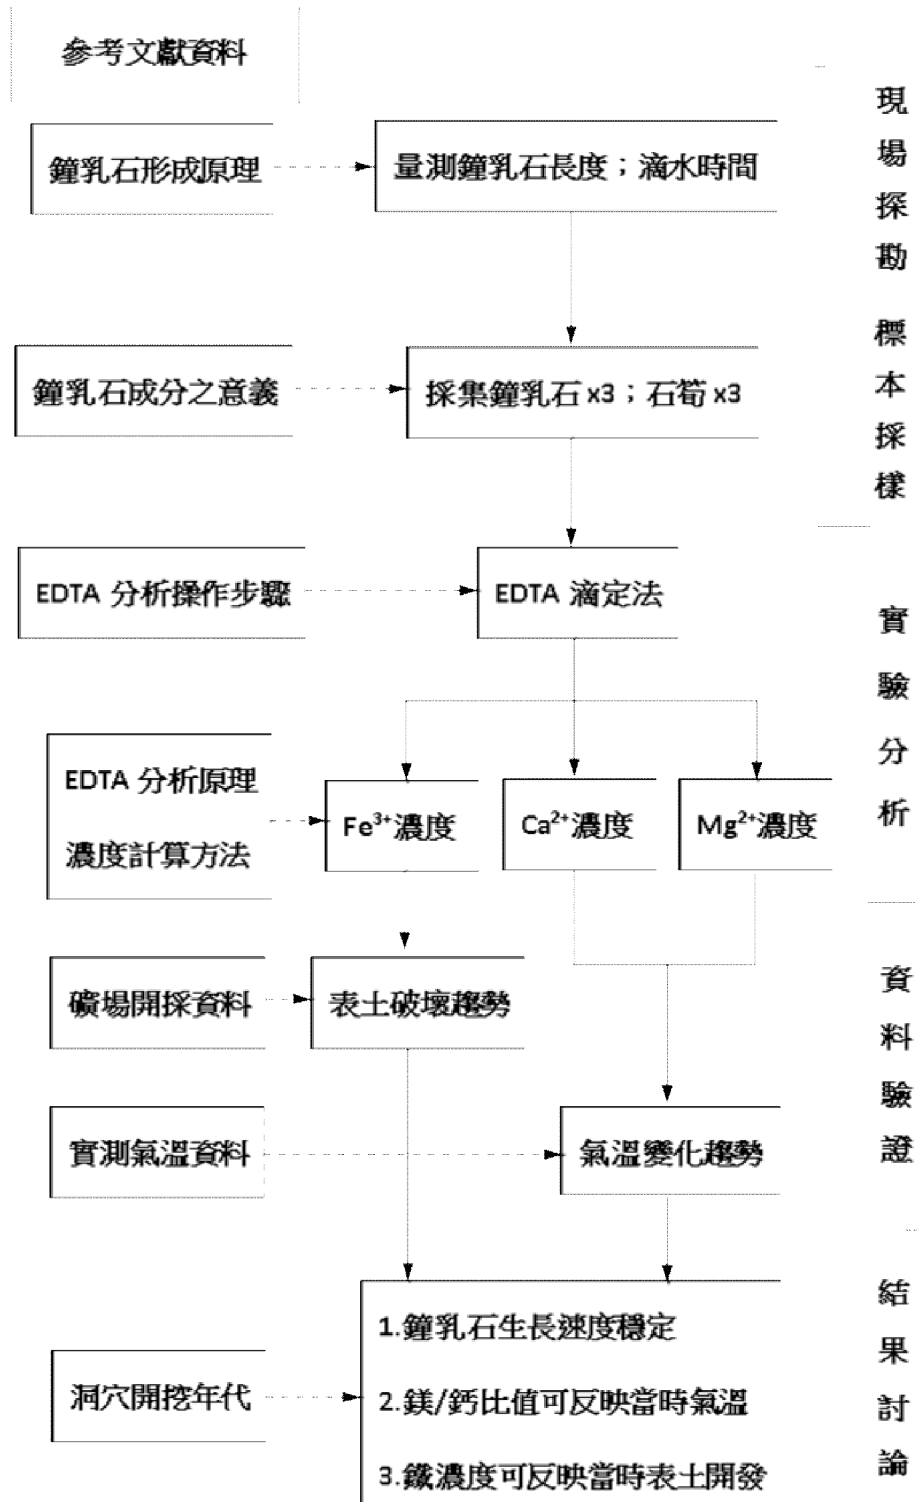 參考文獻資料
鐘乳石形成原理
量測鐘乳石長度；滴水時間
現場探勘
鐘乳石成分之意義
採集鐘乳石 x3；石筍 x3
標本採樣
EDTA 分析操作步驟
EDTA 滴定法
實驗分析
EDTA 分析原理
濃度計算方法
Fe³⁺濃度
Ca²⁺濃度
Mg²⁺濃度
礦場開採資料
表土破壞趨勢
資料驗證
實測氣溫資料
氣溫變化趨勢
洞穴開挖年代
1.鐘乳石生長速度穩定
2.鎂/鈣比值可反映當時氣溫
3.鐵濃度可反映當時表土開發
結果討論